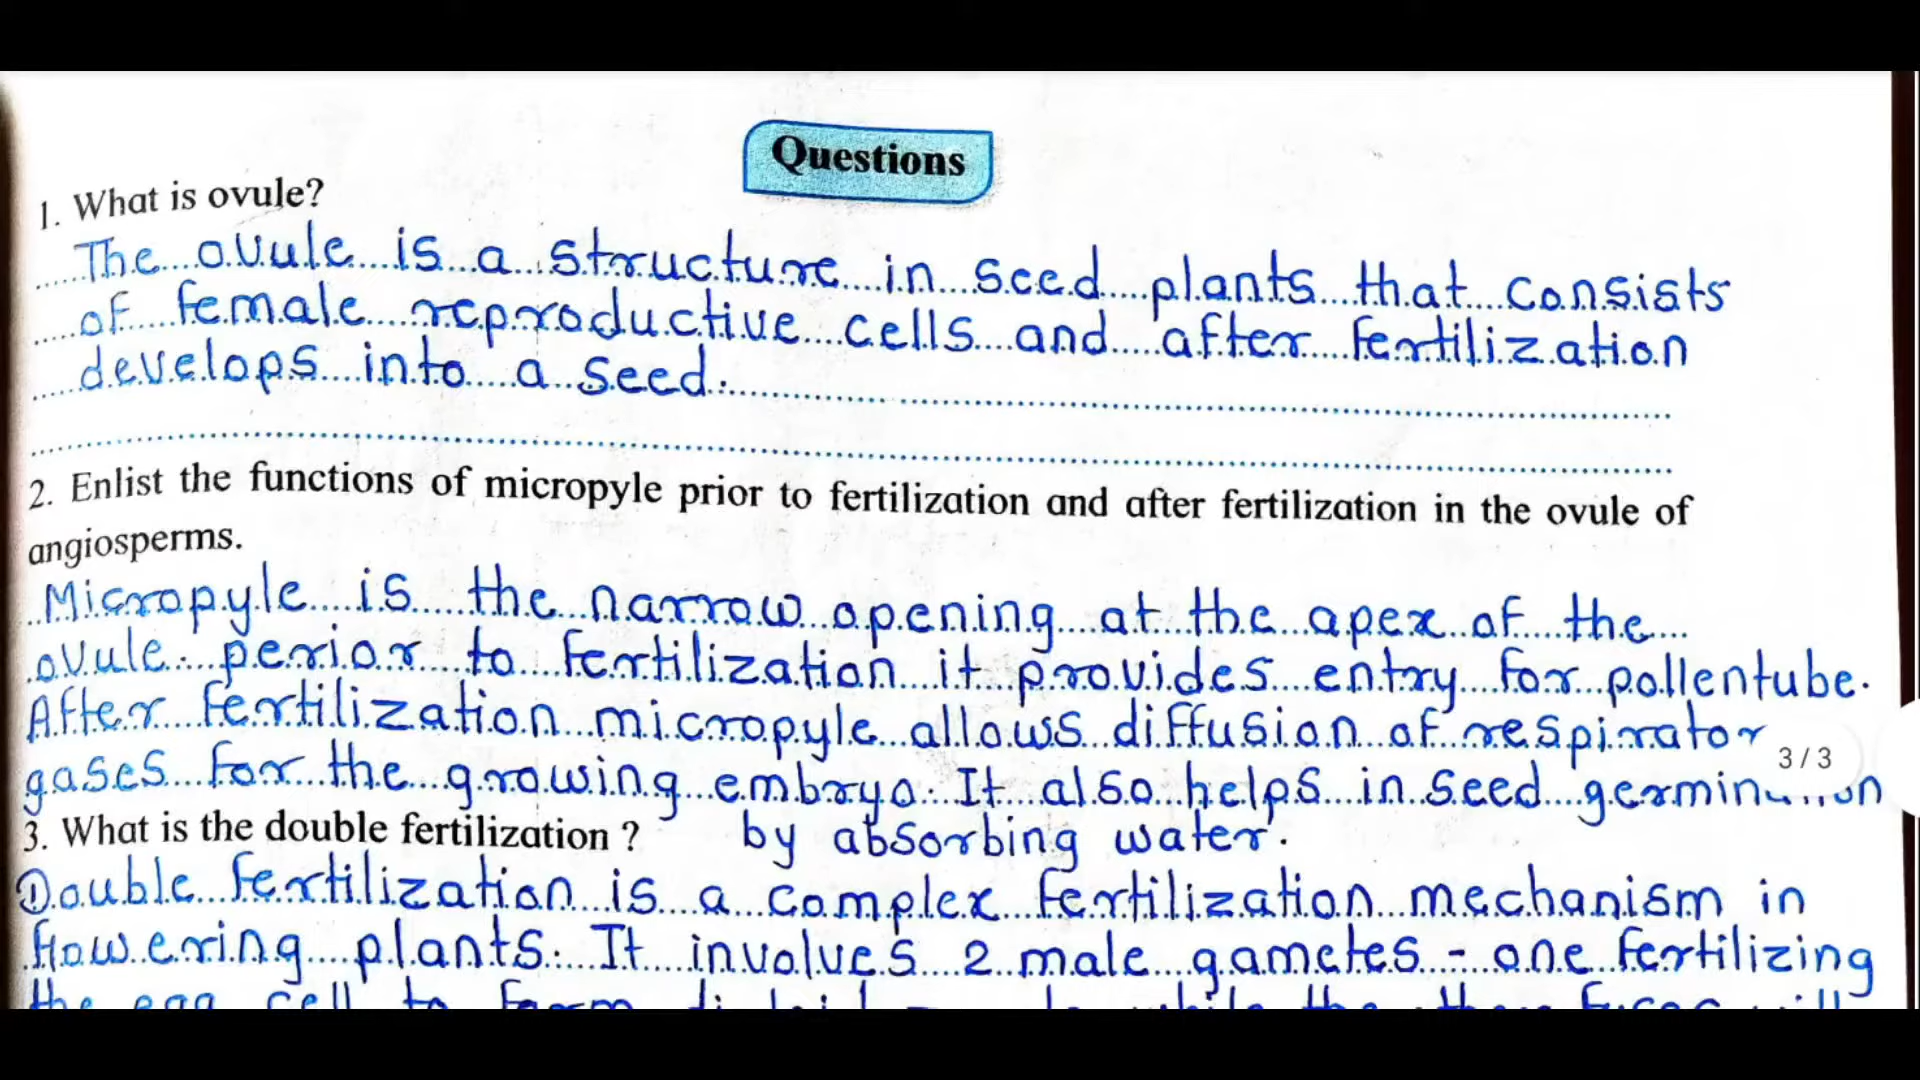 Questions
1. What is ovule?
The ovule is a structure in seed plants that consists
of female reproductive cells and after fertilization
develops into a seed.
2. Enlist the functions of micropyle prior to fertilization and after fertilization in the ovule of
angiosperms.
Micropyle is the narrow opening at the apex of the
ovule. perior to fertilization it provides entry for pollentube.
After fertilization micropyle allows diffusion of respirator
gases for the growing embryo. It also helps in seed
3 / 3
3. What is the double fertilization ? by absorbing water.
Double fertilization is a complex fertilization mechanism in
flowering plants. It involves 2 male gametes - one fertilizing
the egg cell to form